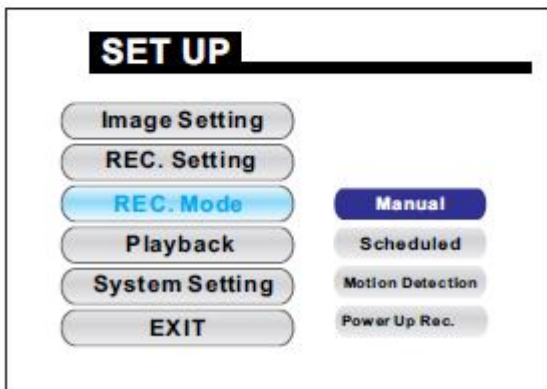 SET UP
Image Setting
REC. Setting
REC. Mode
Manual
Playback
Scheduled
System Setting
Motion Detection
EXIT
Power Up Rec.